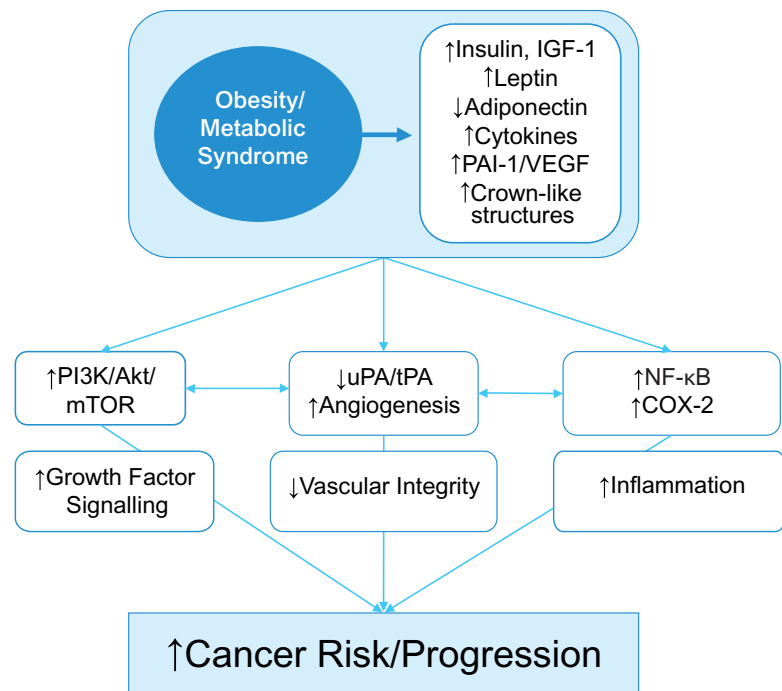 Obesity/
Metabolic
Syndrome
↑Insulin, IGF-1
↑Leptin
↓Adiponectin
↑Cytokines
↑PAI-1/VEGF
↑Crown-like
structures
↑PI3K/Akt/
mTOR
↓uPA/tPA
↑Angiogenesis
↑NF-κB
↑COX-2
↑Growth Factor
Signalling
↓Vascular Integrity
↑Inflammation
↑Cancer Risk/Progression